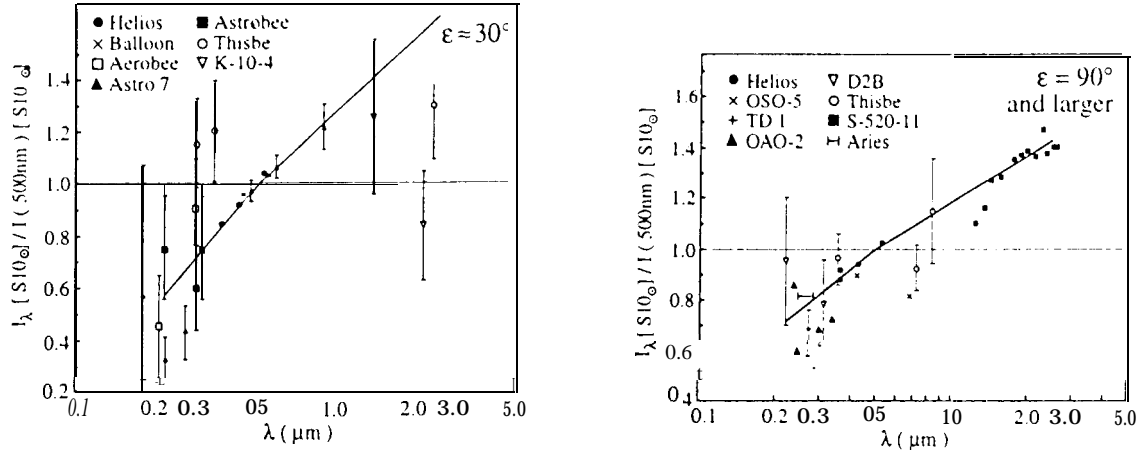 ● Helios ■ Astrobee
× Balloon ○ Thisbe
□ Aerobee ▽ K-10-4
▲ Astro 7
ε ≈ 30°
I_λ [S10⊙] / I (500nm) [S10⊙]
1.4
1.2
1.0
0.8
0.6
0.4
0.2
0.1 0.2 0.3 05 1.0 2.0 3.0 5.0
λ (μm)
● Helios ▽ D2B
× OSO-5 ○ Thisbe
+ TD 1 ■ S-520-11
▲ OAO-2 Aries
ε = 90°
and larger
I_λ [S10⊙] / I (500nm) [S10⊙]
1.6
1.4
1.2
1.0
0.8
0.6
0.4
0.1 0.3 05 10 2.0 3.0 5.0
λ (μm)